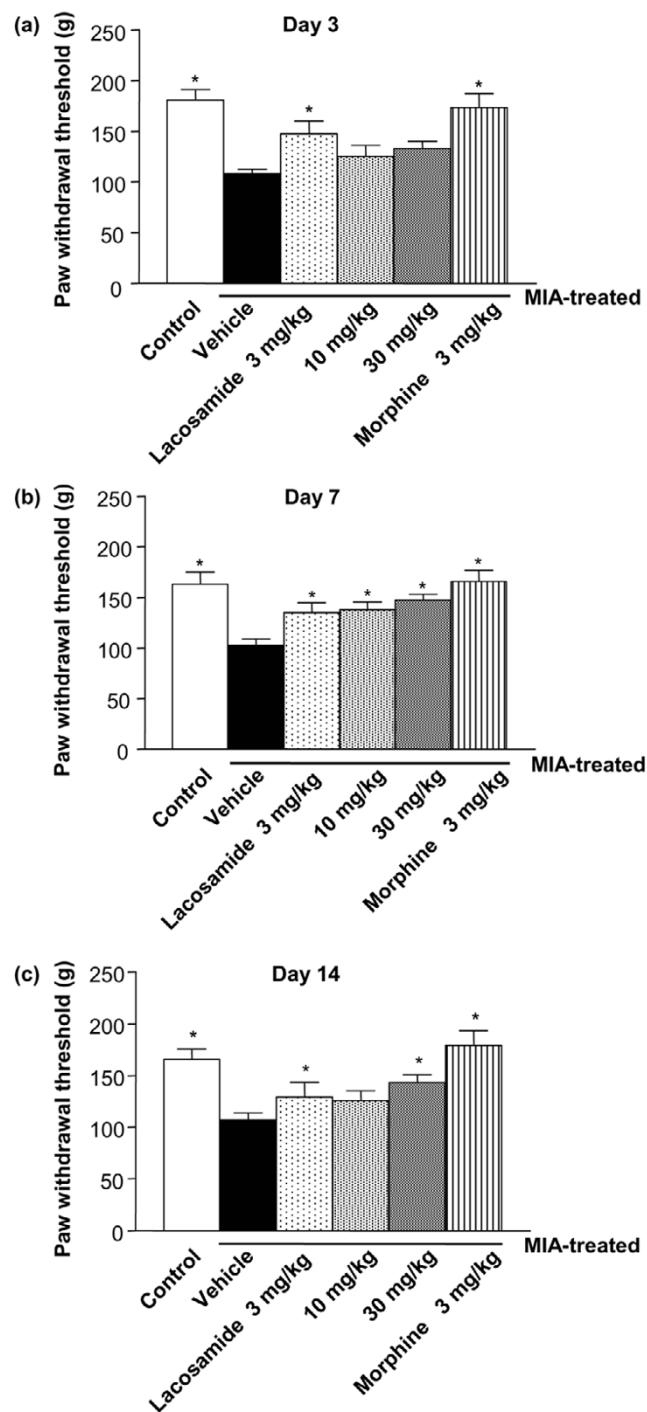 (a)
Day 3
Paw withdrawal threshold (g)
250
200
150
100
50
0
*
*
*
Control
Vehicle
Lacosamide 3 mg/kg
10 mg/kg
30 mg/kg
Morphine 3 mg/kg
MIA-treated
(b)
Day 7
Paw withdrawal threshold (g)
250
200
150
100
50
0
*
*
*
*
*
Control
Vehicle
Lacosamide 3 mg/kg
10 mg/kg
30 mg/kg
Morphine 3 mg/kg
MIA-treated
(c)
Day 14
Paw withdrawal threshold (g)
250
200
150
100
50
0
*
*
*
*
Control
Vehicle
Lacosamide 3 mg/kg
10 mg/kg
30 mg/kg
Morphine 3 mg/kg
MIA-treated